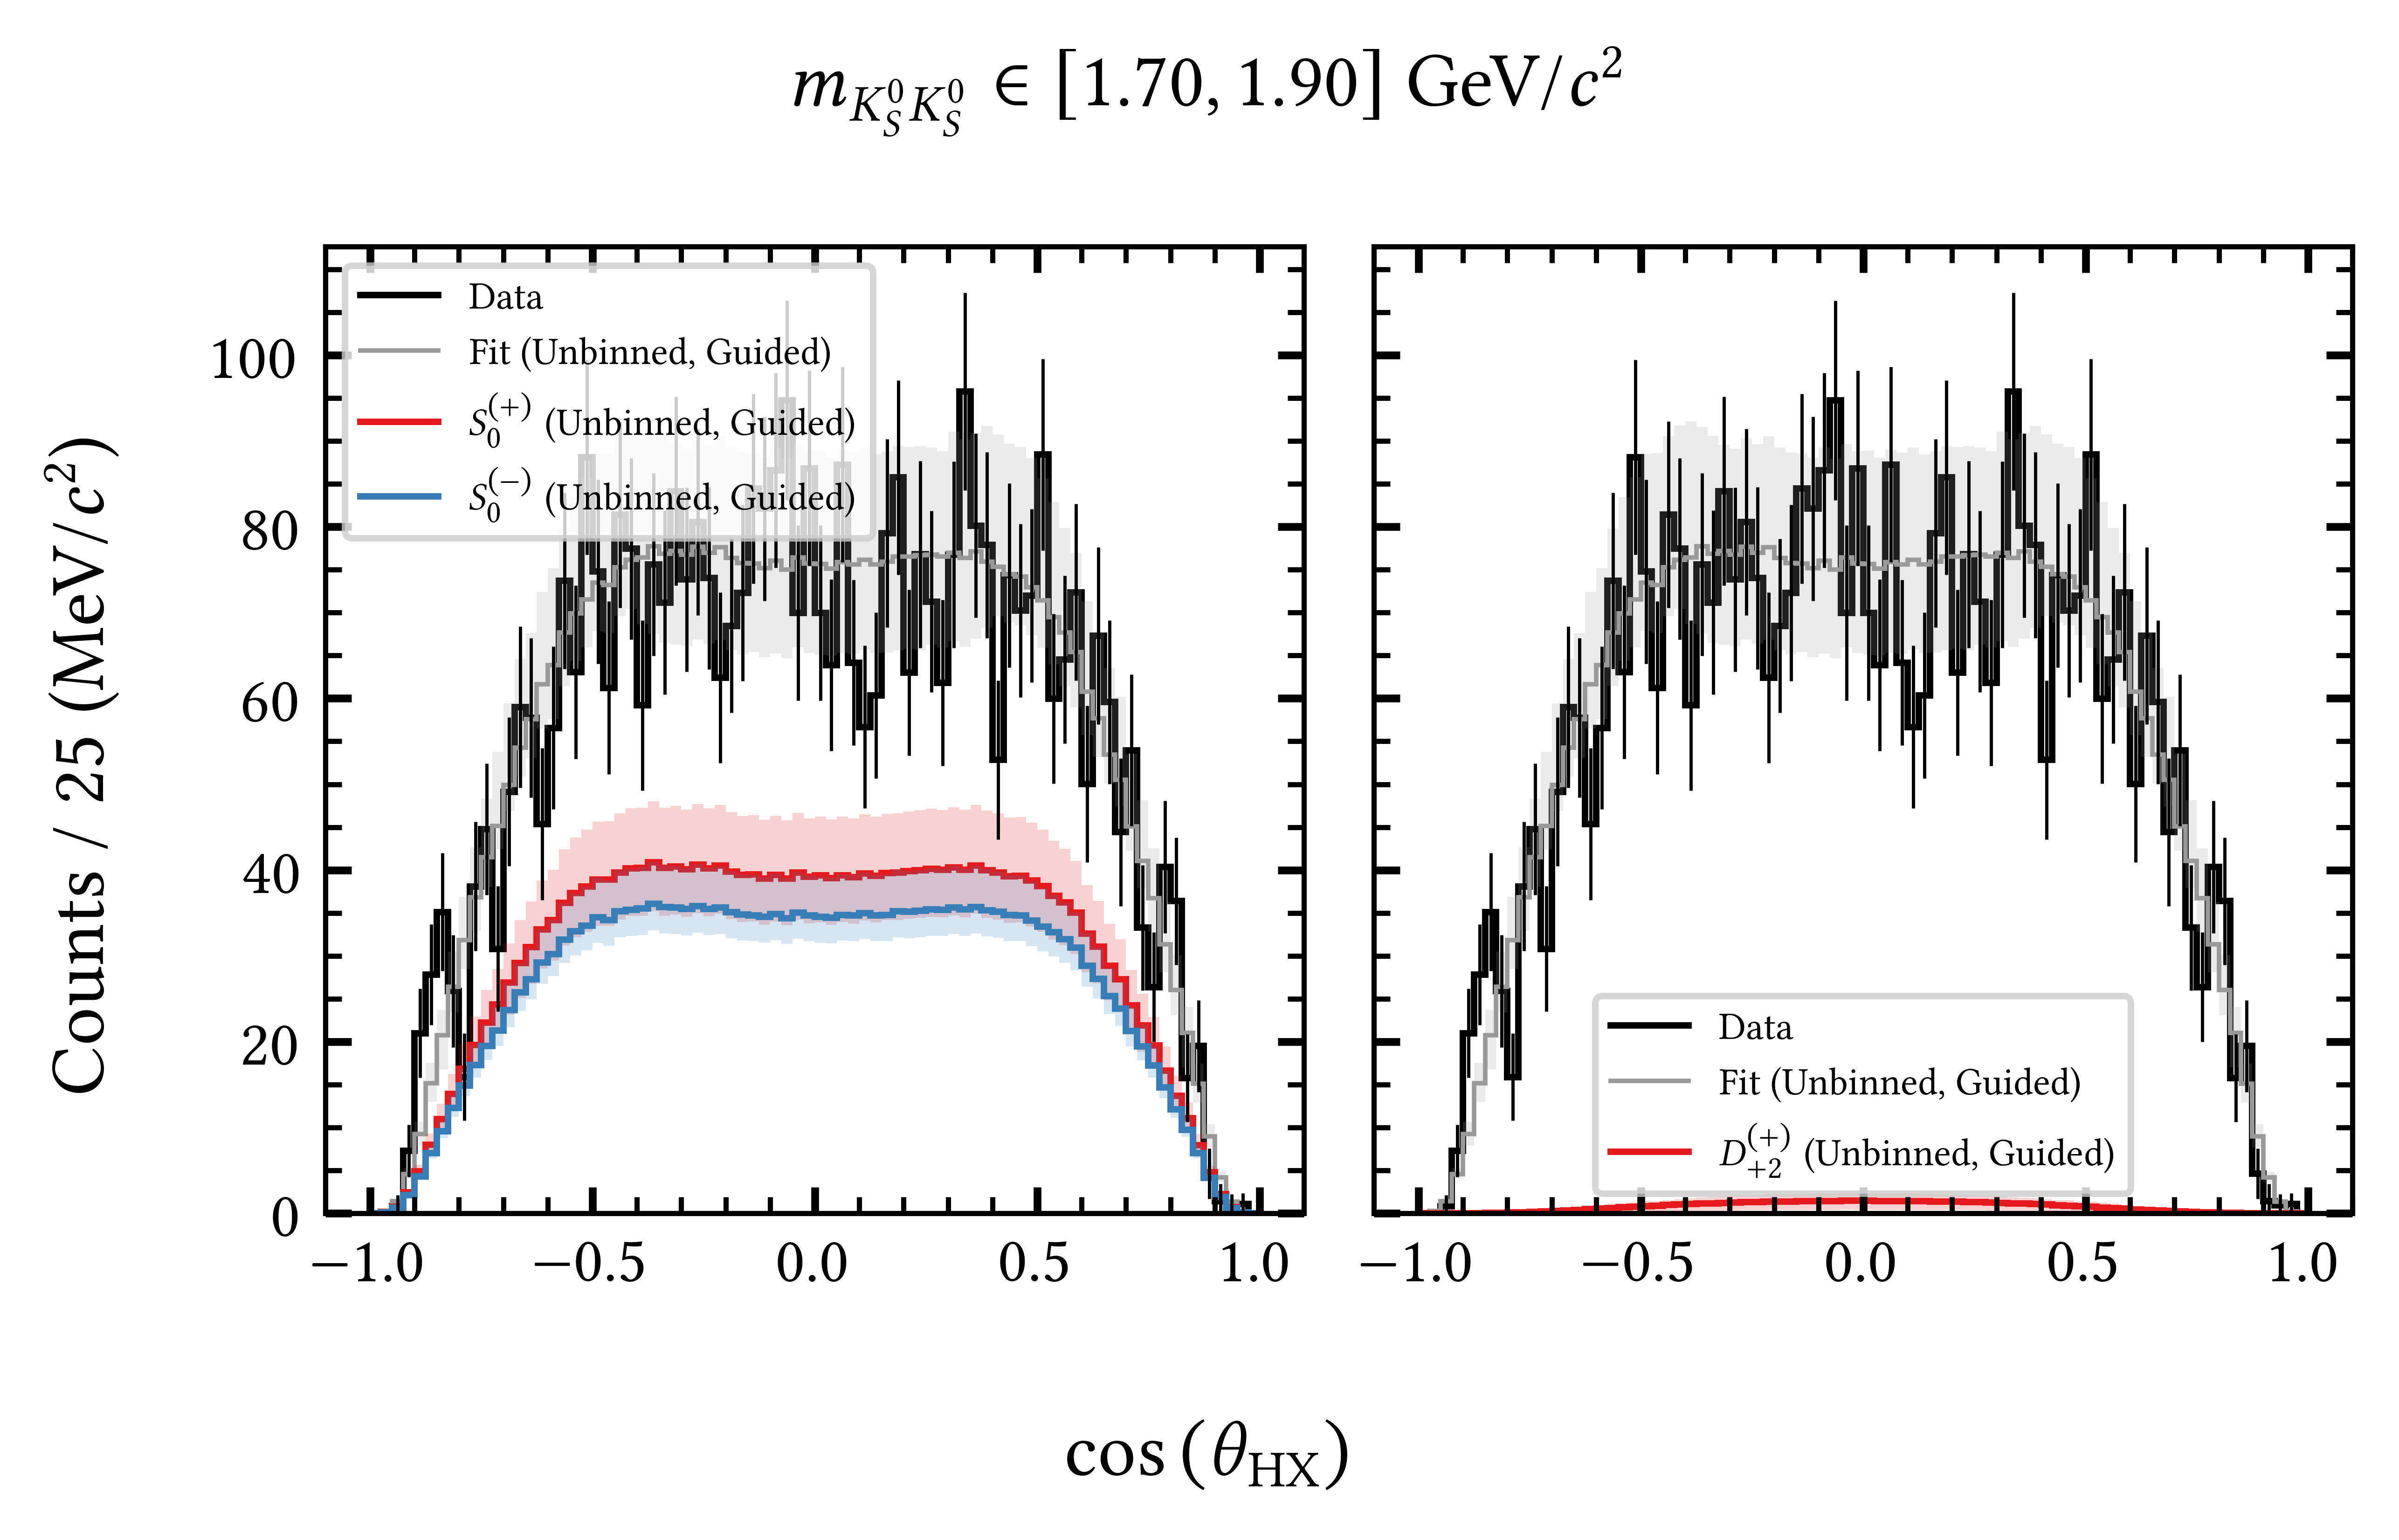 m_{K_S^0 K_S^0} ∈ [1.70, 1.90] GeV/c²
Counts / 25 (MeV/c²)
100
80
60
40
20
0
Data
Fit (Unbinned, Guided)
S_0^{(+)} (Unbinned, Guided)
S_0^{(−)} (Unbinned, Guided)
−1.0 −0.5 0.0 0.5 1.0
Data
Fit (Unbinned, Guided)
D_{+2}^{(+)} (Unbinned, Guided)
−1.0 −0.5 0.0 0.5 1.0
cos (θ_{HX})